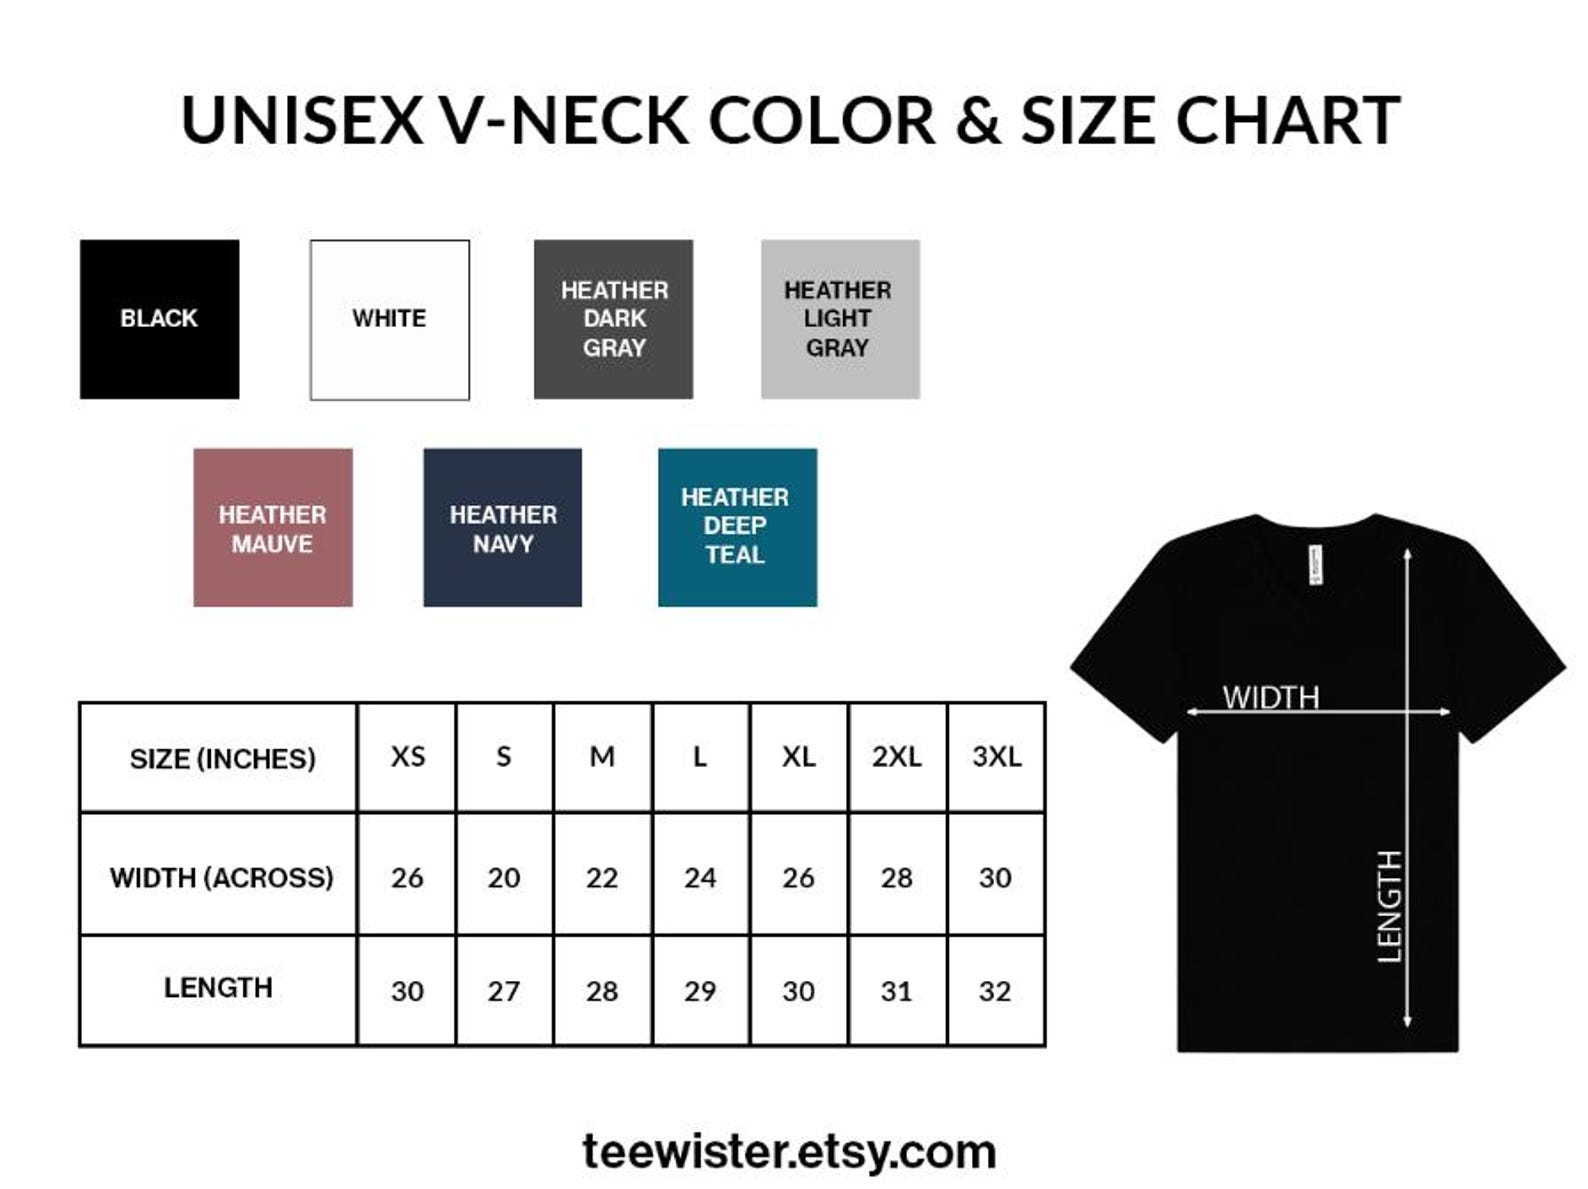 UNISEX V-NECK COLOR & SIZE CHART
BLACK
WHITE
HEATHER
DARK
GRAY
HEATHER
LIGHT
GRAY
HEATHER
MAUVE
HEATHER
NAVY
HEATHER
DEEP
TEAL
SIZE (INCHES) XS S M L XL 2XL 3XL
WIDTH (ACROSS) 26 20 22 24 26 28 30
LENGTH 30 27 28 29 30 31 32
WIDTH
LENGTH
teewister.etsy.com